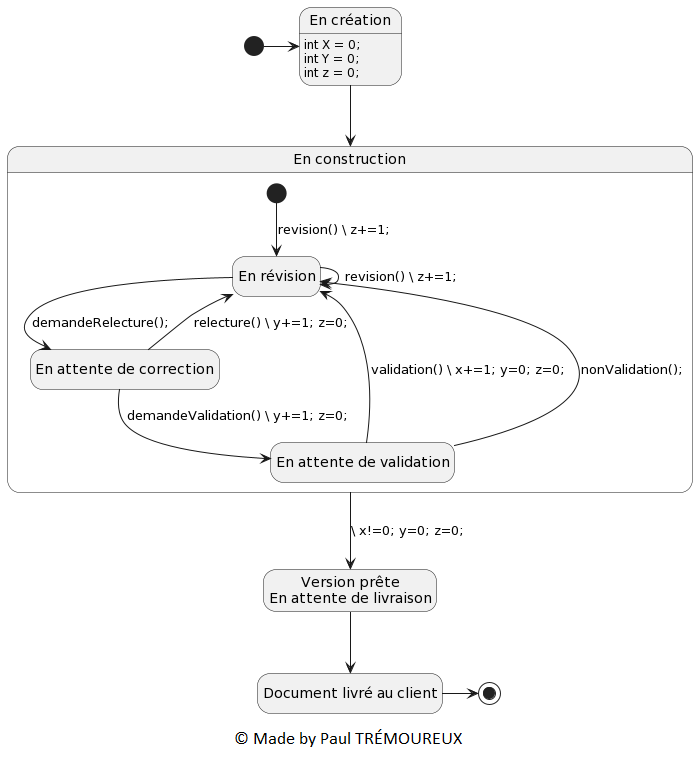 En création
int X = 0;
int Y = 0;
int z = 0;
En construction
revision() \ z+=1;
En révision
revision() \ z+=1;
demandeRelecture();
relecture() \ y+=1; z=0;
En attente de correction
validation() \ x+=1; y=0; z=0;
nonValidation();
demandeValidation() \ y+=1; z=0;
En attente de validation
\ x!=0; y=0; z=0;
Version prête
En attente de livraison
Document livré au client
© Made by Paul TRÉMOUREUX